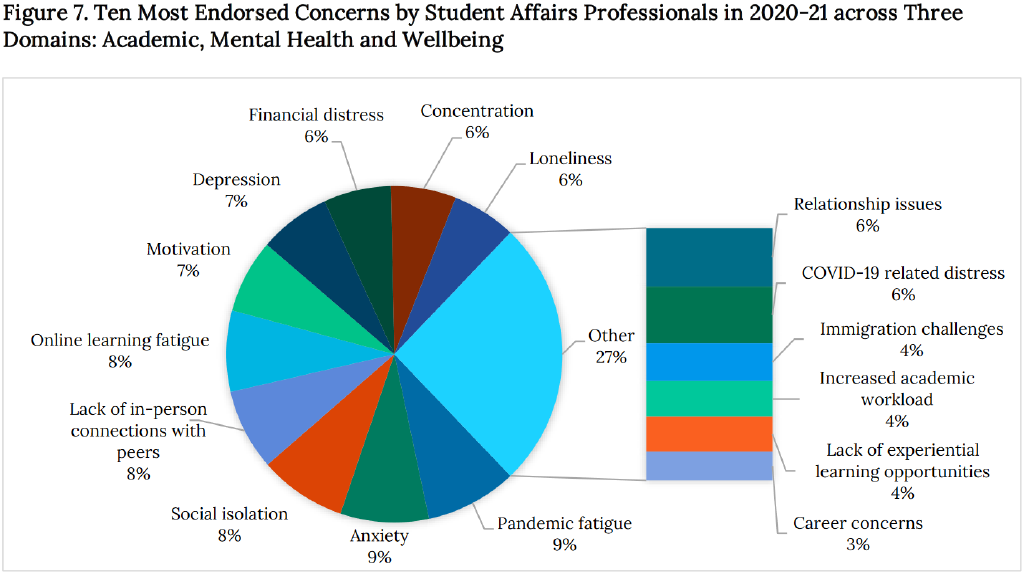 Figure 7. Ten Most Endorsed Concerns by Student Affairs Professionals in 2020-21 across Three
Domains: Academic, Mental Health and Wellbeing
Financial distress
6%
Concentration
6%
Loneliness
6%
Depression
7%
Motivation
7%
Online learning fatigue
8%
Lack of in-person
connections with
peers
8%
Social isolation
8%
Anxiety
9%
Pandemic fatigue
9%
Other
27%
Relationship issues
6%
COVID-19 related distress
6%
Immigration challenges
4%
Increased academic
workload
4%
Lack of experiential
learning opportunities
4%
Career concerns
3%